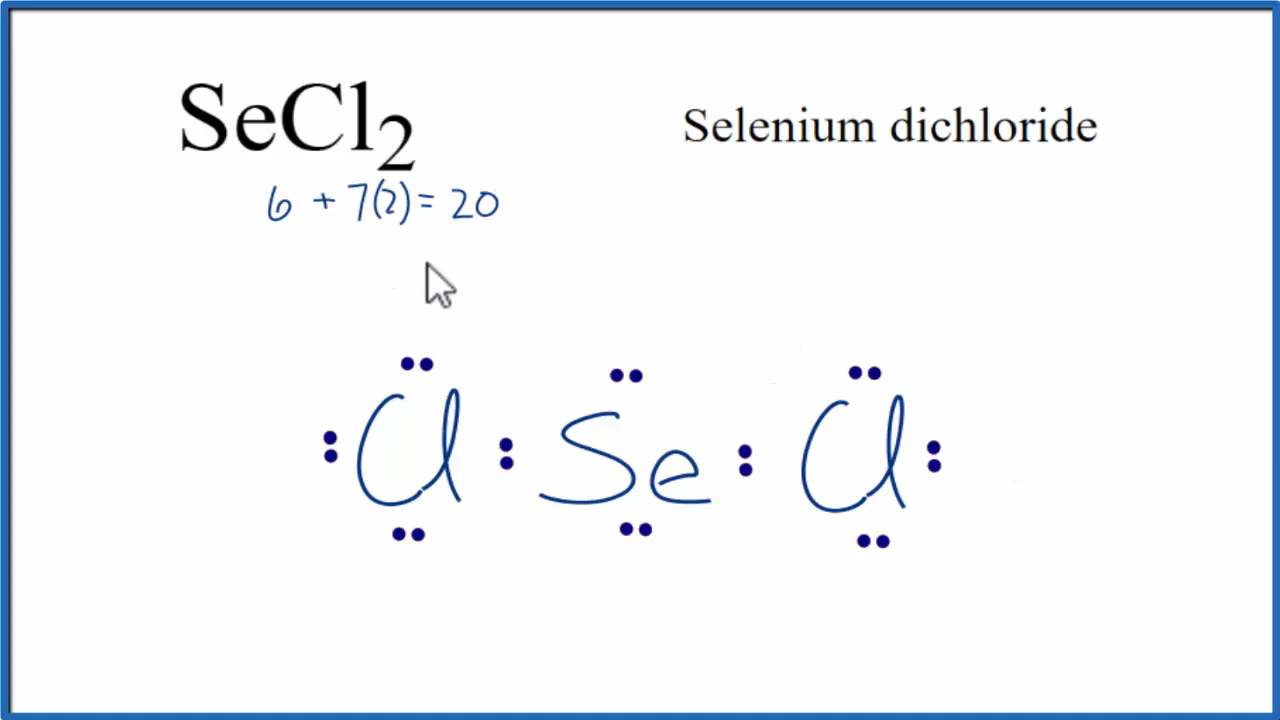 SeCl₂
Selenium dichloride
6 + 7(2) = 20
Cl Se Cl